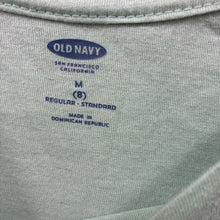 OLD NAVY
SAN FRANCISCO
CALIFORNIA
M
(8)
REGULAR - STANDARD
MADE IN
DOMINICAN REPUBLIC